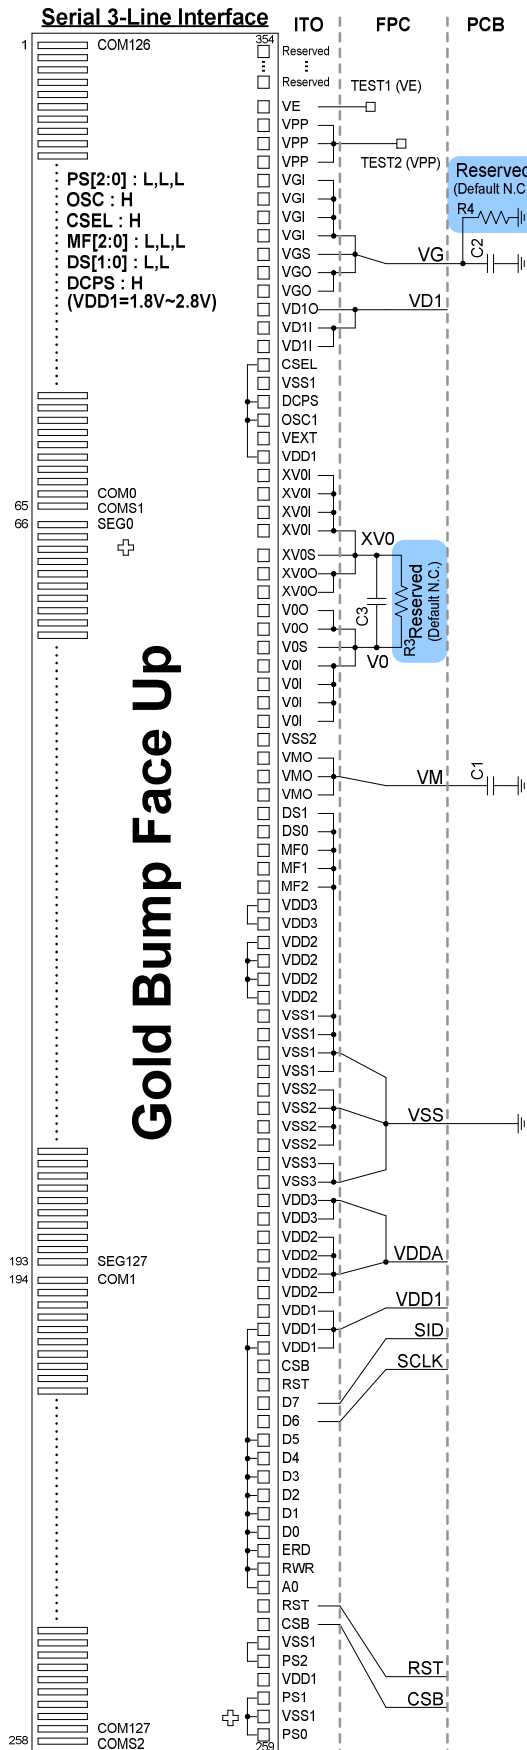 Serial 3-Line Interface
ITO
FPC
PCB
1
COM126
354
Reserved
Reserved
TEST1 (VE)
VE
VPP
VPP
TEST2 (VPP)
VPP
Reserved
(Default N.C.
R4
PS[2:0] : L,L,L
OSC : H
CSEL : H
MF[2:0] : L,L,L
DS[1:0] : L,L
DCPS : H
(VDD1=1.8V~2.8V)
VGI
VGI
VGI
VGI
VGS
VG
C2
VGO
VGO
VD1O
VD1
VD1I
VD1I
CSEL
VSS1
DCPS
OSC1
VEXT
VDD1
XV0I
XV0I
XV0I
XV0I
COM0
65
COMS1
66
SEG0
XV0
XV0S
XV0O
XV0O
C3
R3
Reserved
(Default N.C.)
V0O
V0O
V0S
V0
V0I
V0I
V0I
V0I
Gold Bump Face Up
VSS2
VMO
VMO
VMO
VM
C1
DS1
DS0
MF0
MF1
MF2
VDD3
VDD3
VDD2
VDD2
VDD2
VDD2
VSS1
VSS1
VSS1
VSS1
VSS2
VSS2
VSS2
VSS2
VSS
VSS3
VSS3
VDD3
VDD3
VDD2
VDD2
VDD2
VDD2
VDDA
193
SEG127
194
COM1
VDD1
VDD1
VDD1
VDD1
SID
CSB
SCLK
RST
D7
D6
D5
D4
D3
D2
D1
D0
ERD
RWR
A0
RST
CSB
VSS1
PS2
RST
VDD1
PS1
CSB
VSS1
PS0
COM127
258
COMS2
259